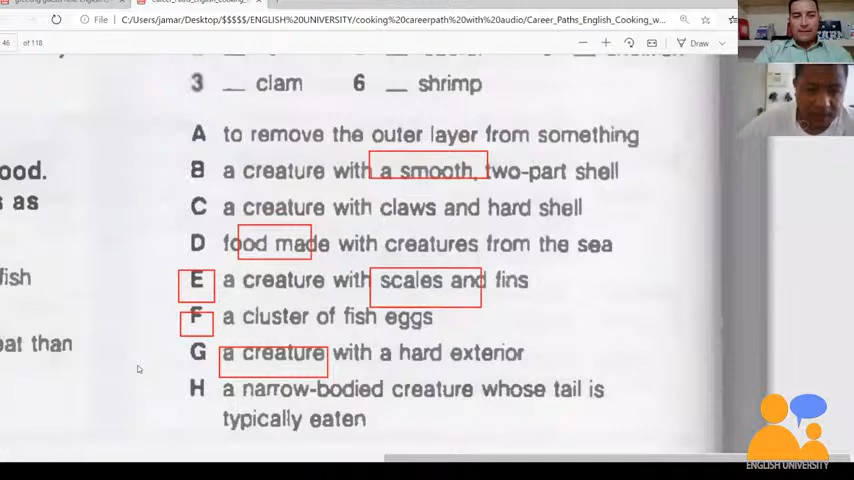 File
C:/Users/jamar/Desktop/$$$$$/ENGLISH%20UNIVERSITY/cooking%20careerpath%20with%20audio/Career_Paths_English_Cooking_w...
46 of 118
Draw
3 __ clam 6 __ shrimp
A to remove the outer layer from something
ood.
B a creature with a smooth, two-part shell
s as
C a creature with claws and hard shell
D food made with creatures from the sea
fish
E a creature with scales and fins
F a cluster of fish eggs
eat than
G a creature with a hard exterior
H a narrow-bodied creature whose tail is
typically eaten
ENGLISH UNIVERSITY